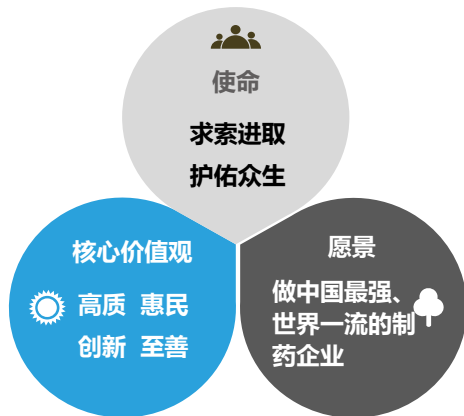 使命
求索进取
护佑众生
核心价值观
高质 惠民
创新 至善
愿景
做中国最强、
世界一流的制
药企业